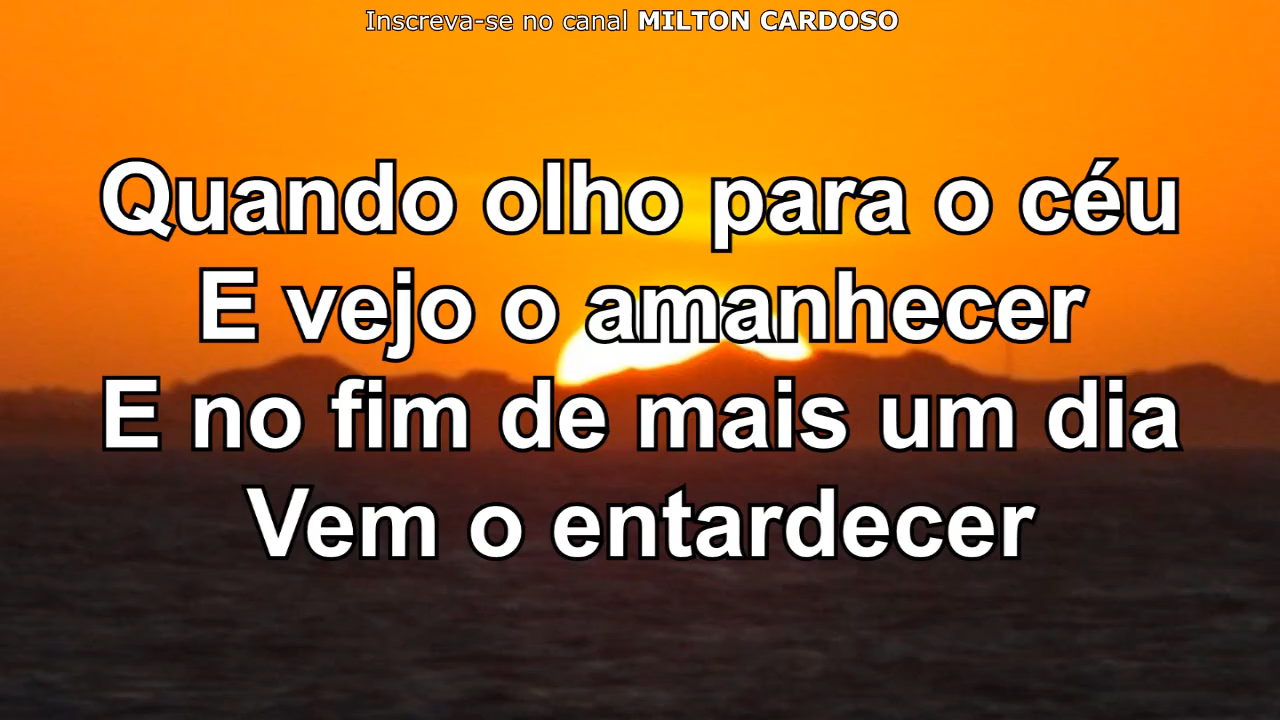 Inscreva-se no canal MILTON CARDOSO
Quando olho para o céu
E vejo o amanhecer
E no fim de mais um dia
Vem o entardecer